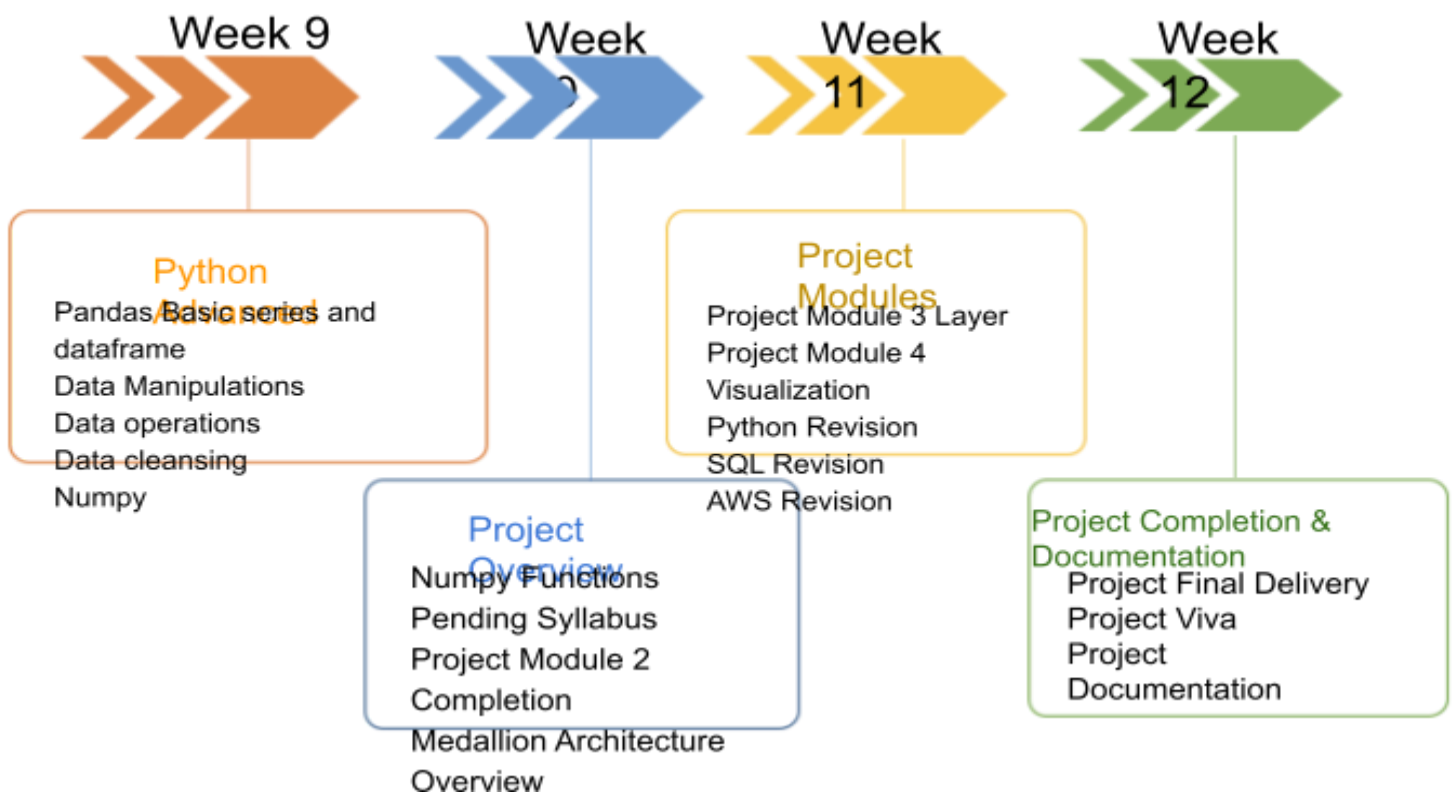 Week 9
Week
0
Week
11
Week
12
Python
Advanced
Pandas Basic series and
dataframe
Data Manipulations
Data operations
Data cleansing
Numpy
Project
Overview
Numpy Functions
Pending Syllabus
Project Module 2
Completion
Medallion Architecture
Overview
Project
Modules
Project Module 3 Layer
Project Module 4
Visualization
Python Revision
SQL Revision
AWS Revision
Project Completion &
Documentation
Project Final Delivery
Project Viva
Project
Documentation